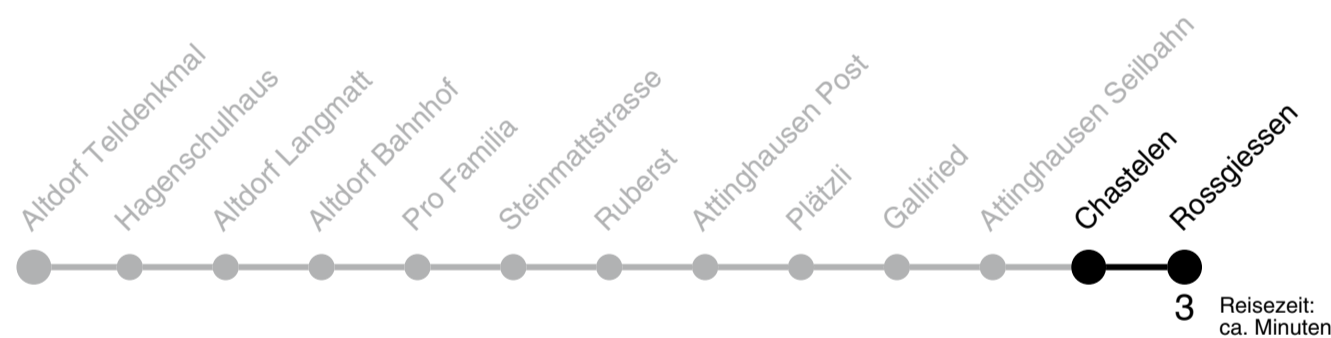 Altdorf Telldenkmal
Hagenschulhaus
Altdorf Langmatt
Altdorf Bahnhof
Pro Familia
Steinmattstrasse
Ruberst
Attinghausen Post
Plätzli
Galliried
Attinghausen Seilbahn
Chastelen
Rossgiessen
3
Reisezeit:
ca. Minuten